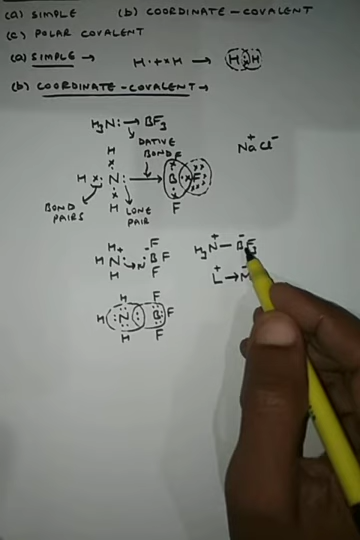 (a) SIMPLE (b) COORDINATE-COVALENT
(c) POLAR COVALENT
(a) SIMPLE → H· + ×H → H H
(b) COORDINATE-COVALENT →
H₃N: → BF₃
DATIVE
BOND
Na⁺Cl⁻
H
F
H N: → B F
H
F
BOND
PAIRS
LONE
PAIR
H F
H N⁺: → B⁻ F
H F
H₃N⁺ — B⁻F₃
L⁺ → M⁻
H F
H N B F
H F